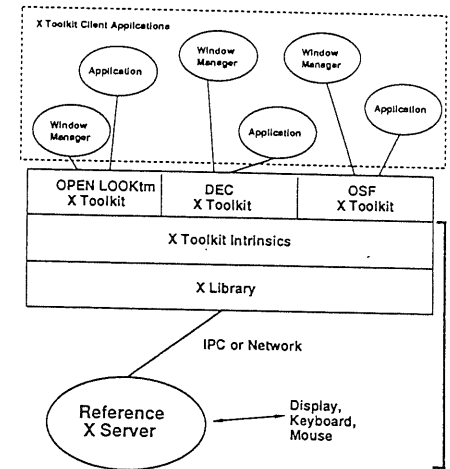 X Toolkit Client Applications
Window
Manager
Window
Manager
Application
Application
Window
Manager
Application
OPEN LOOKtm
X Toolkit
DEC
X Toolkit
OSF
X Toolkit
X Toolkit Intrinsics
X Library
IPC or Network
Reference
X Server
Display,
Keyboard,
Mouse